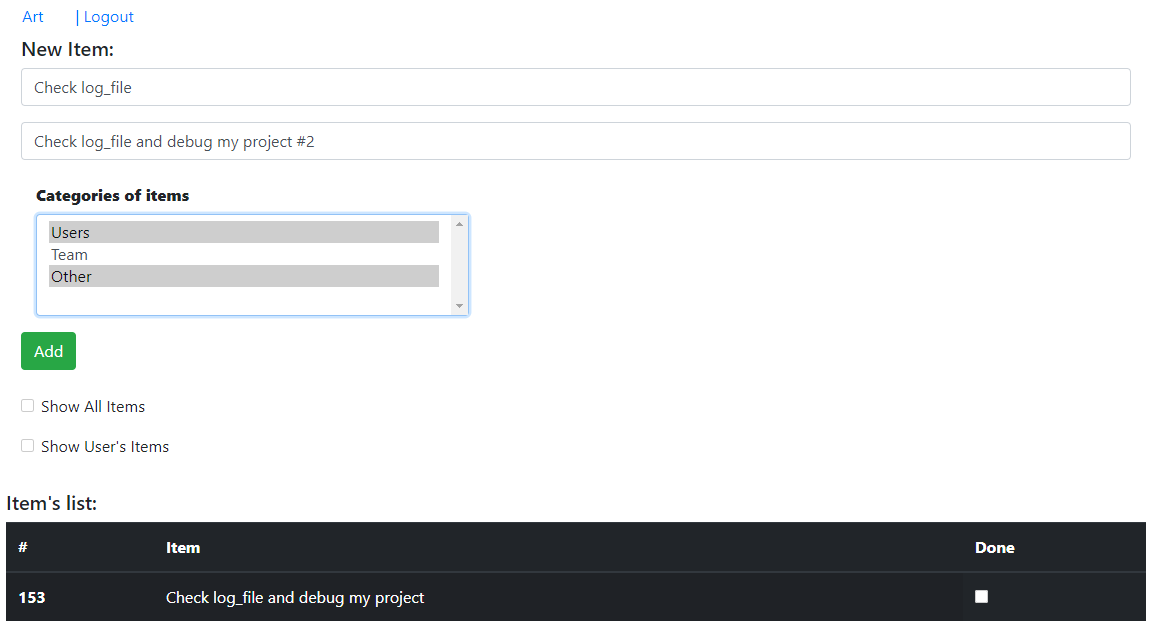 Art | Logout
New Item:
Check log_file
Check log_file and debug my project #2
Categories of items
Users
Team
Other
Add
Show All Items
Show User's Items
Item's list:
# Item Done
153 Check log_file and debug my project